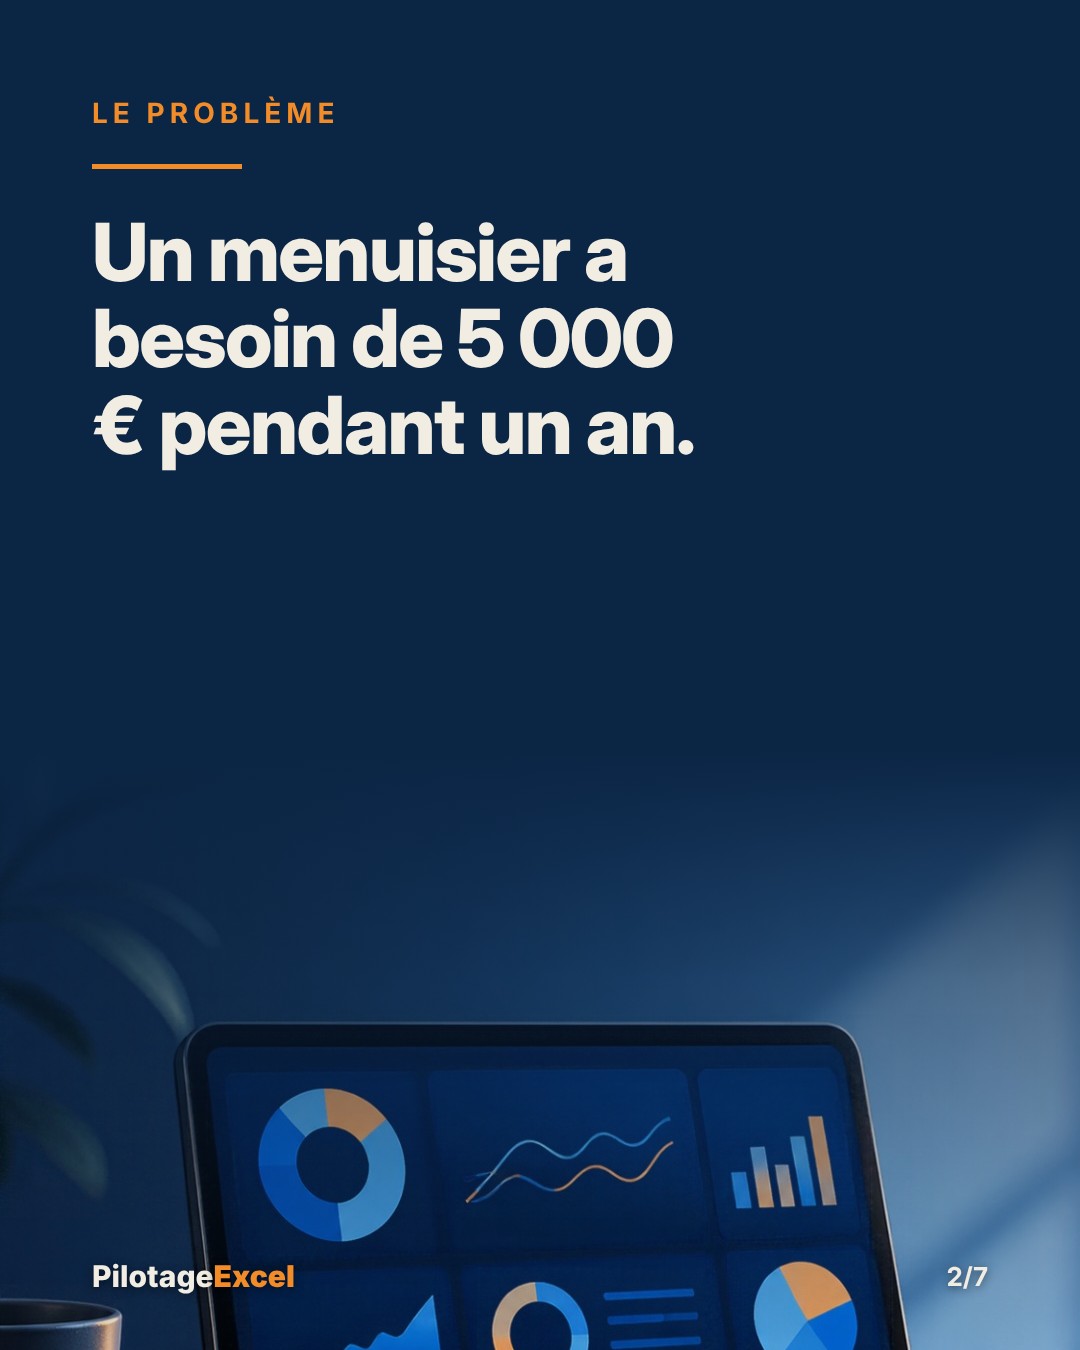 LE PROBLÈME
Un menuisier a
besoin de 5 000
€ pendant un an.
PilotageExcel
2/7